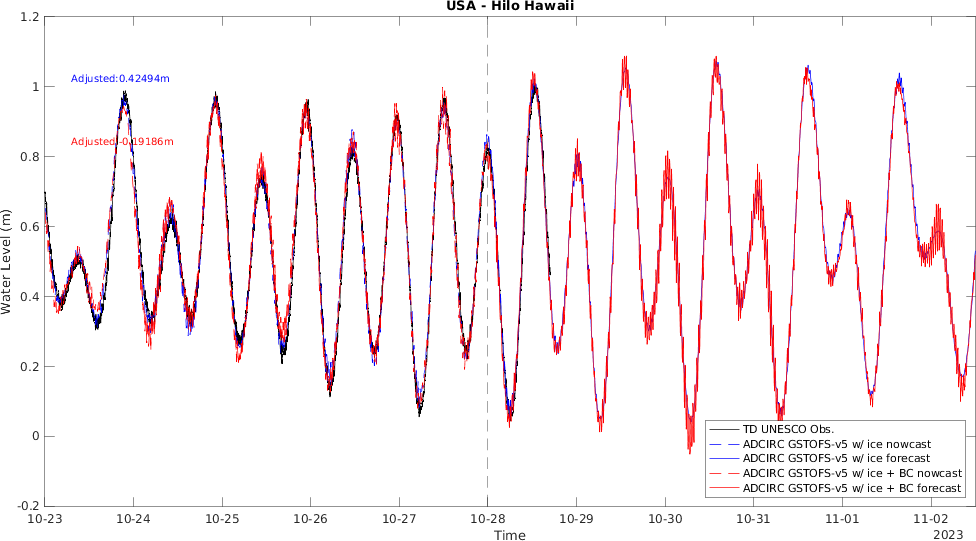 USA - Hilo Hawaii
1.2
1
0.8
0.6
0.4
0.2
0
-0.2
Water Level (m)
Adjusted:0.42494m
Adjusted:-0.19186m
TD UNESCO Obs.
ADCIRC GSTOFS-v5 w/ ice nowcast
ADCIRC GSTOFS-v5 w/ ice forecast
ADCIRC GSTOFS-v5 w/ ice + BC nowcast
ADCIRC GSTOFS-v5 w/ ice + BC forecast
10-23 10-24 10-25 10-26 10-27 10-28 10-29 10-30 10-31 11-01 11-02
Time
2023